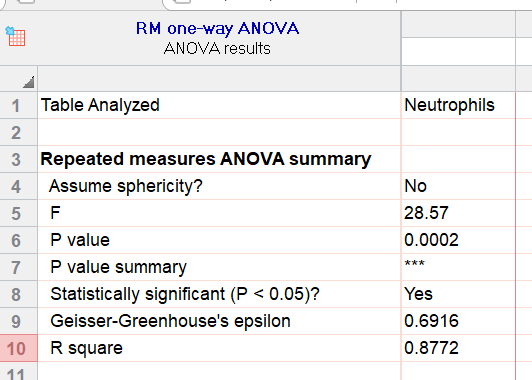 RM one-way ANOVA
ANOVA results
1 Table Analyzed Neutrophils
2
3 Repeated measures ANOVA summary
4 Assume sphericity? No
5 F 28.57
6 P value 0.0002
7 P value summary ***
8 Statistically significant (P < 0.05)? Yes
9 Geisser-Greenhouse's epsilon 0.6916
10 R square 0.8772
11